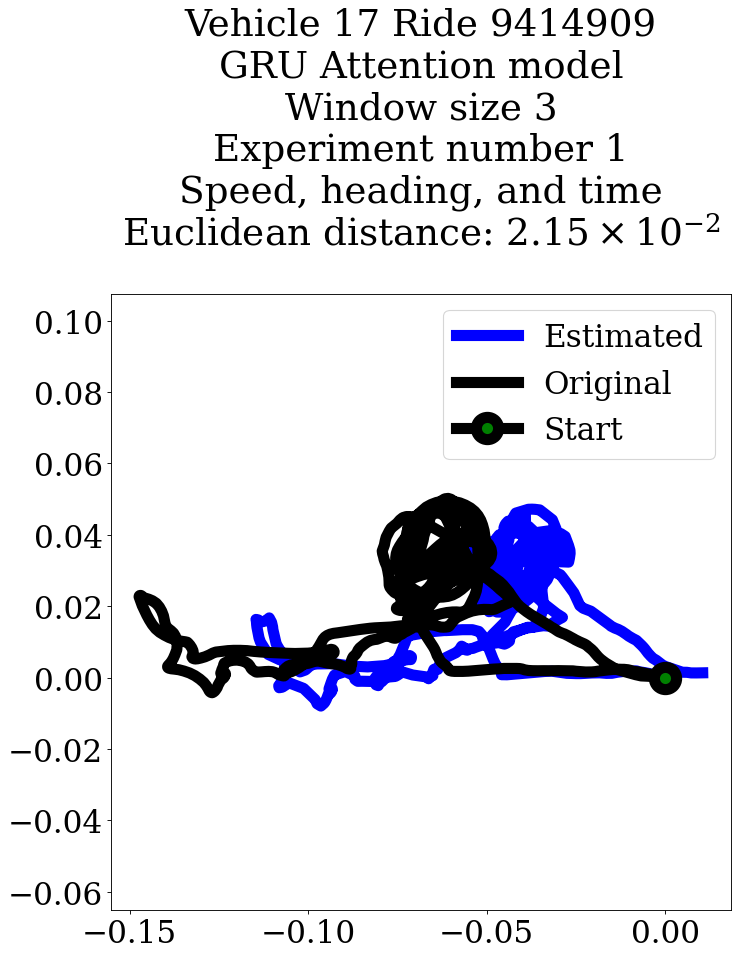 Vehicle 17 Ride 9414909
GRU Attention model
Window size 3
Experiment number 1
Speed, heading, and time
Euclidean distance: 2.15 × 10⁻²
Estimated
Original
Start
0.10
0.08
0.06
0.04
0.02
0.00
−0.02
−0.04
−0.06
−0.15
−0.10
−0.05
0.00